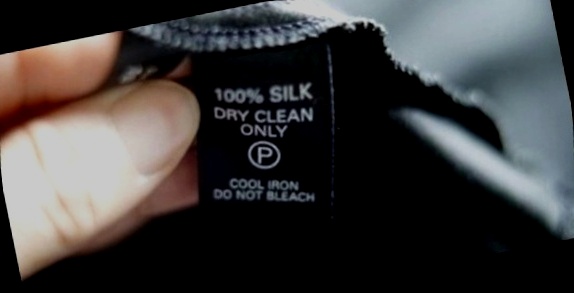 100% SILK
DRY CLEAN
ONLY
P
COOL IRON
DO NOT BLEACH